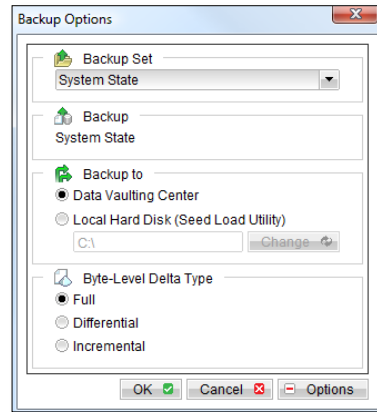 Backup Options
Backup Set
System State
Backup
System State
Backup to
Data Vaulting Center
Local Hard Disk (Seed Load Utility)
C:\ Change
Byte-Level Delta Type
Full
Differential
Incremental
OK Cancel Options